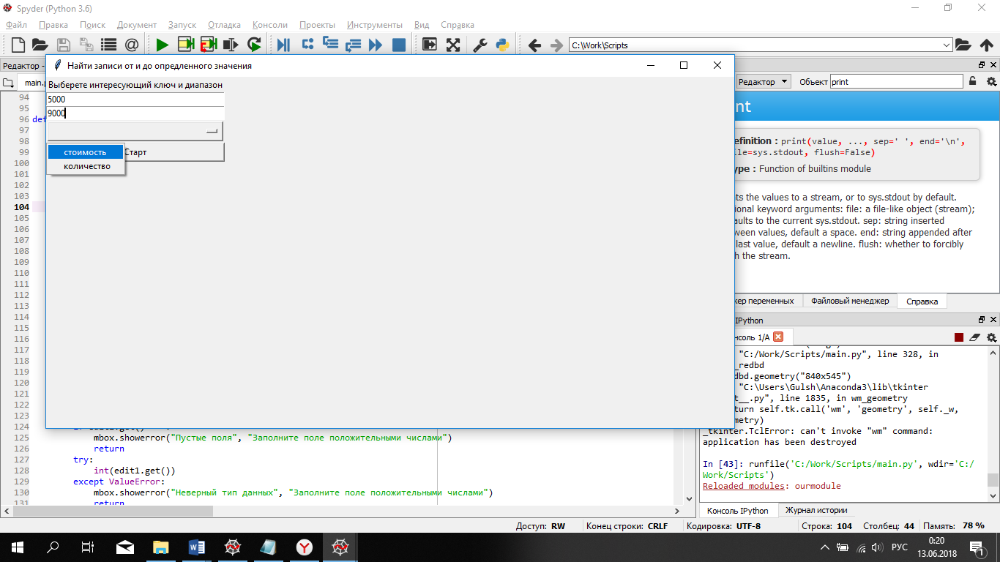 Spyder (Python 3.6)
Файл Правка Поиск Документ Запуск Отладка Консоли Проекты Инструменты Вид Справка
C:\Work\Scripts
Редактор -
Найти записи от и до опредленного значения
Выберете интересующий ключ и диапазон
5000
9000
стоимость
количество
Старт
main.p
94
95
96 def
97
98
99
100
101
102
103
104
105
106
107
108
109
110
111
112
113
114
115
116
117
118
119
120
121
122
123
124
125 mbox.showerror("Пустые поля", "Заполните поле положительными числами")
126 return
127 try:
128 int(edit1.get())
129 except ValueError:
130 mbox.showerror("Неверный тип данных", "Заполните поле положительными числами")
131 return
Редактор Объект print
nt
efinition : print(value, ..., sep=' ', end='\n',
le=sys.stdout, flush=False)
ype : Function of builtins module
ts the values to a stream, or to sys.stdout by default.
ional keyword arguments: file: a file-like object (stream);
aults to the current sys.stdout. sep: string inserted
ween values, default a space. end: string appended after
last value, default a newline. flush: whether to forcibly
h the stream.
жер переменных Файловый менеджер Справка
IPython
нсоль 1/A
"C:/Work/Scripts/main.py", line 328, in
_redbd
dbd.geometry("840x545")
"C:\Users\Gulsh\Anaconda3\lib\tkinter
t__.py", line 1835, in wm_geometry
turn self.tk.call('wm', 'geometry', self._w,
metry)
_tkinter.TclError: can't invoke "wm" command:
application has been destroyed
In [43]: runfile('C:/Work/Scripts/main.py', wdir='C:/
Work/Scripts')
Reloaded modules: ourmodule
Консоль IPython Журнал истории
Доступ: RW Конец строки: CRLF Кодировка: UTF-8 Строка: 104 Столбец: 44 Память: 78 %
РУС
0:20
13.06.2018
1